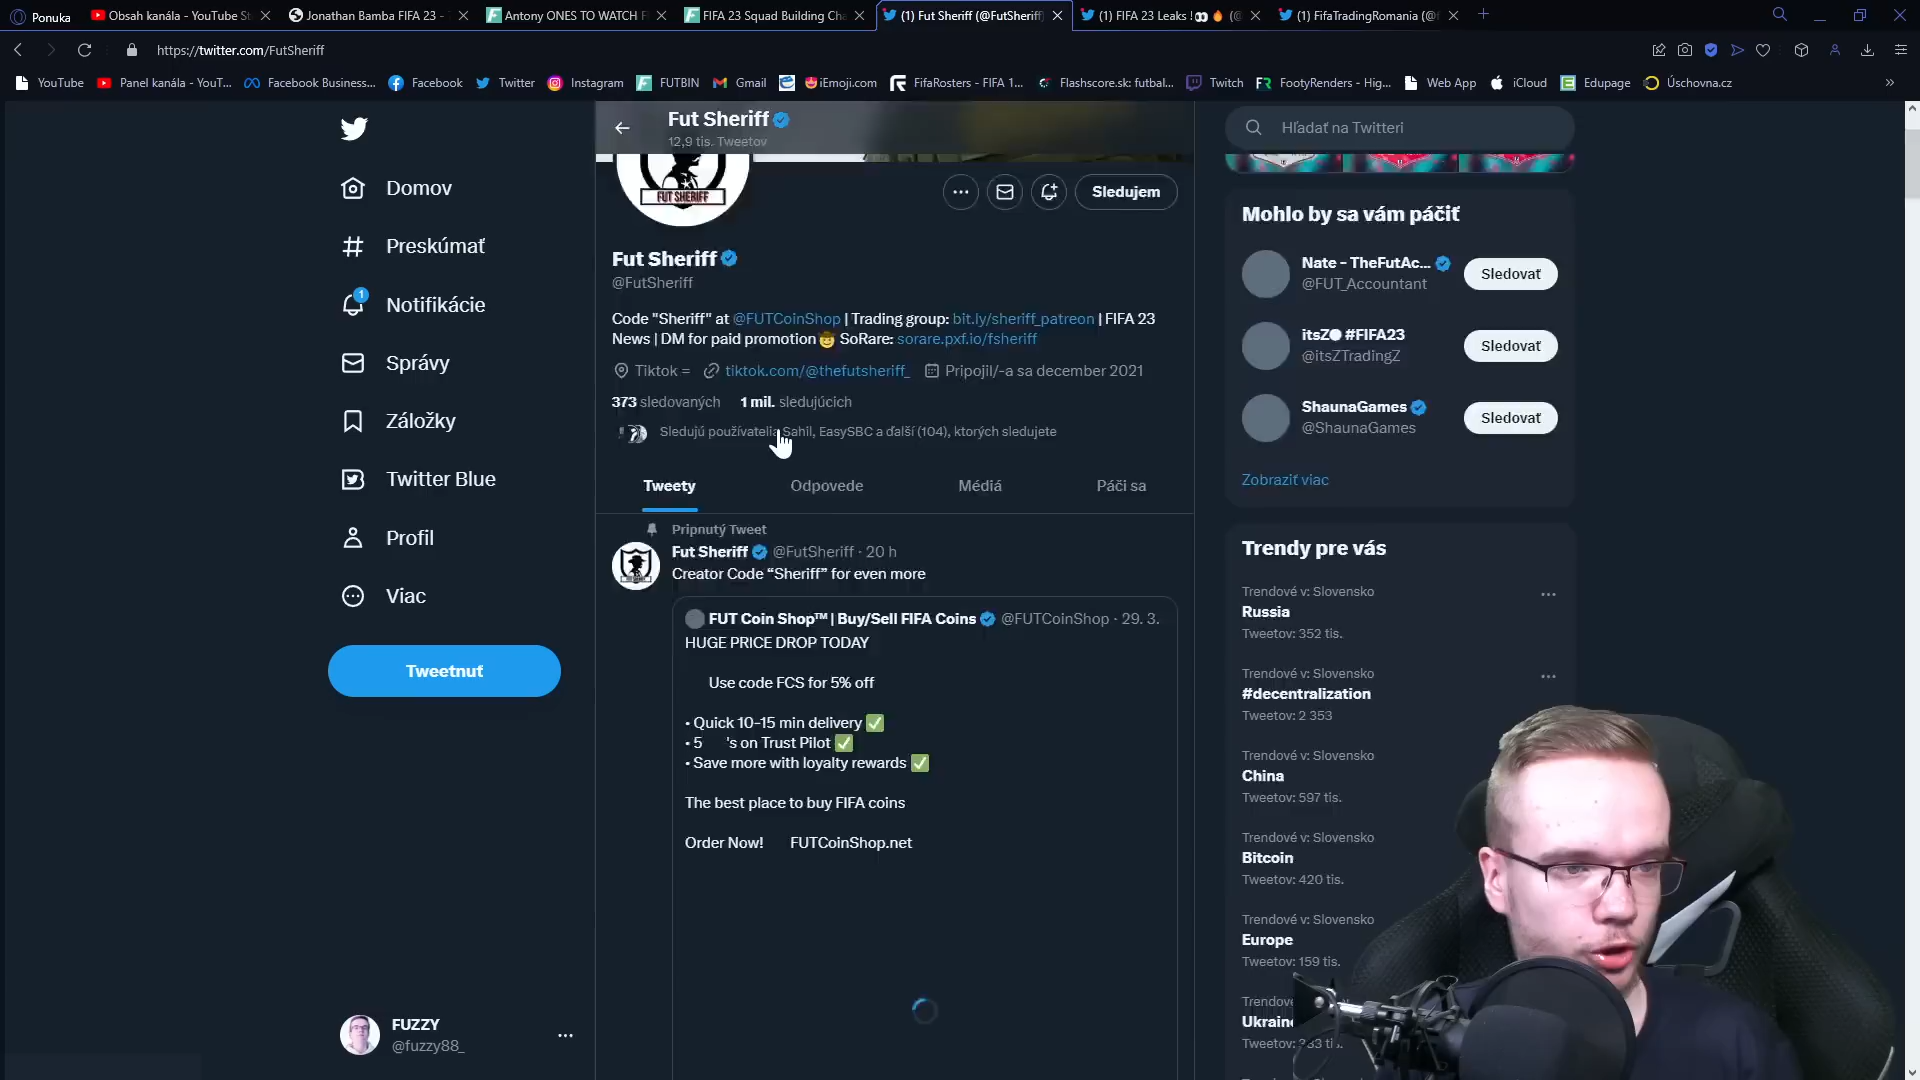 Ponuka
Obsah kanála - YouTube St
Jonathan Bamba FIFA 23 -
Antony ONES TO WATCH F
FIFA 23 Squad Building Cha
(1) Fut Sheriff (@FutSheriff)
(1) FIFA 23 Leaks ! 👀🔥 (@
(1) FifaTradingRomania (@f
https://twitter.com/FutSheriff
YouTube
Panel kanála - YouT...
Facebook Business...
Facebook
Twitter
Instagram
FUTBIN
Gmail
😍iEmoji.com
FifaRosters - FIFA 1...
Flashscore.sk: futbal...
Twitch
FootyRenders - Hig...
Web App
iCloud
Edupage
Úschovna.cz
Fut Sheriff
12,9 tis. Tweetov
Hľadať na Twitteri
Domov
Preskúmať
1
Notifikácie
Správy
Záložky
Twitter Blue
Profil
Viac
Tweetnuť
FUZZY
@fuzzy88_
FUT SHERIFF
Sledujem
Fut Sheriff
@FutSheriff
Code "Sheriff" at @FUTCoinShop | Trading group: bit.ly/sheriff_patreon | FIFA 23
News | DM for paid promotion🤠 SoRare: sorare.pxf.io/fsheriff
Tiktok = tiktok.com/@thefutsheriff_ Pripojil/-a sa december 2021
373 sledovaných 1 mil. sledujúcich
Sledujú používatelia Sahil, EasySBC a ďalší (104), ktorých sledujete
Tweety Odpovede Médiá Páči sa
Pripnutý Tweet
Fut Sheriff @FutSheriff · 20 h
Creator Code “Sheriff” for even more
FUT Coin Shop™ | Buy/Sell FIFA Coins @FUTCoinShop · 29. 3.
HUGE PRICE DROP TODAY
Use code FCS for 5% off
• Quick 10-15 min delivery ✅
• 5 's on Trust Pilot ✅
• Save more with loyalty rewards ✅
The best place to buy FIFA coins
Order Now! FUTCoinShop.net
Mohlo by sa vám páčiť
Nate - TheFutAc...
@FUT_Accountant
Sledovať
itsZ #FIFA23
@itsZTradingZ
Sledovať
ShaunaGames
@ShaunaGames
Sledovať
Zobraziť viac
Trendy pre vás
Trendové v: Slovensko
Russia
Tweetov: 352 tis.
Trendové v: Slovensko
#decentralization
Tweetov: 2 353
Trendové v: Slovensko
China
Tweetov: 597 tis.
Trendové v: Slovensko
Bitcoin
Tweetov: 420 tis.
Trendové v: Slovensko
Europe
Tweetov: 159 tis.
Trendové
Ukraine
Tweetov: